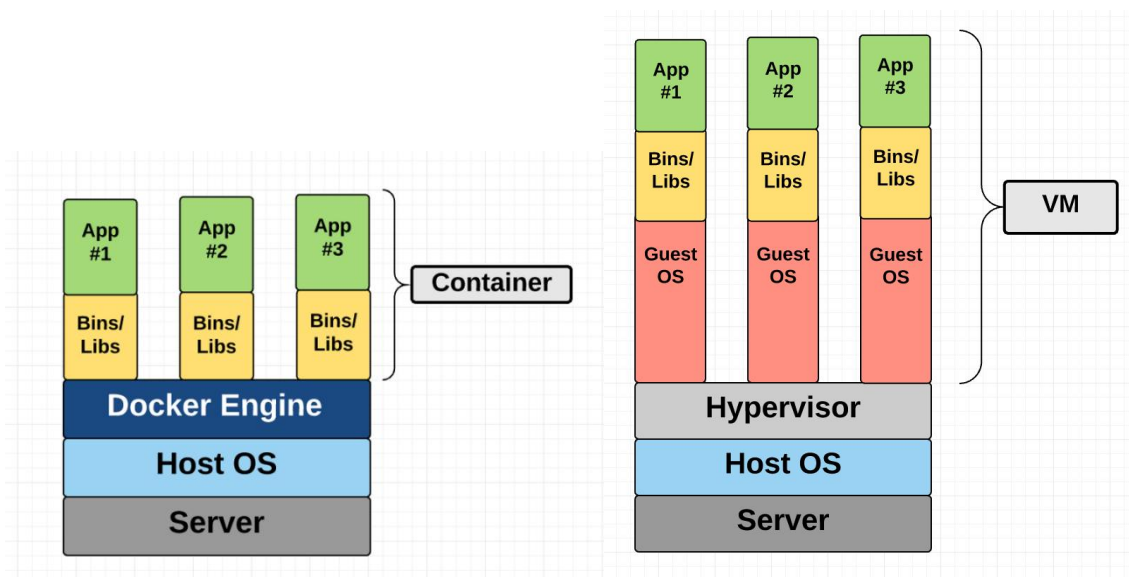 App
#1
App
#2
App
#3
Bins/
Libs
Bins/
Libs
Bins/
Libs
Container
Docker Engine
Host OS
Server
App
#1
App
#2
App
#3
Bins/
Libs
Bins/
Libs
Bins/
Libs
Guest
OS
Guest
OS
Guest
OS
VM
Hypervisor
Host OS
Server